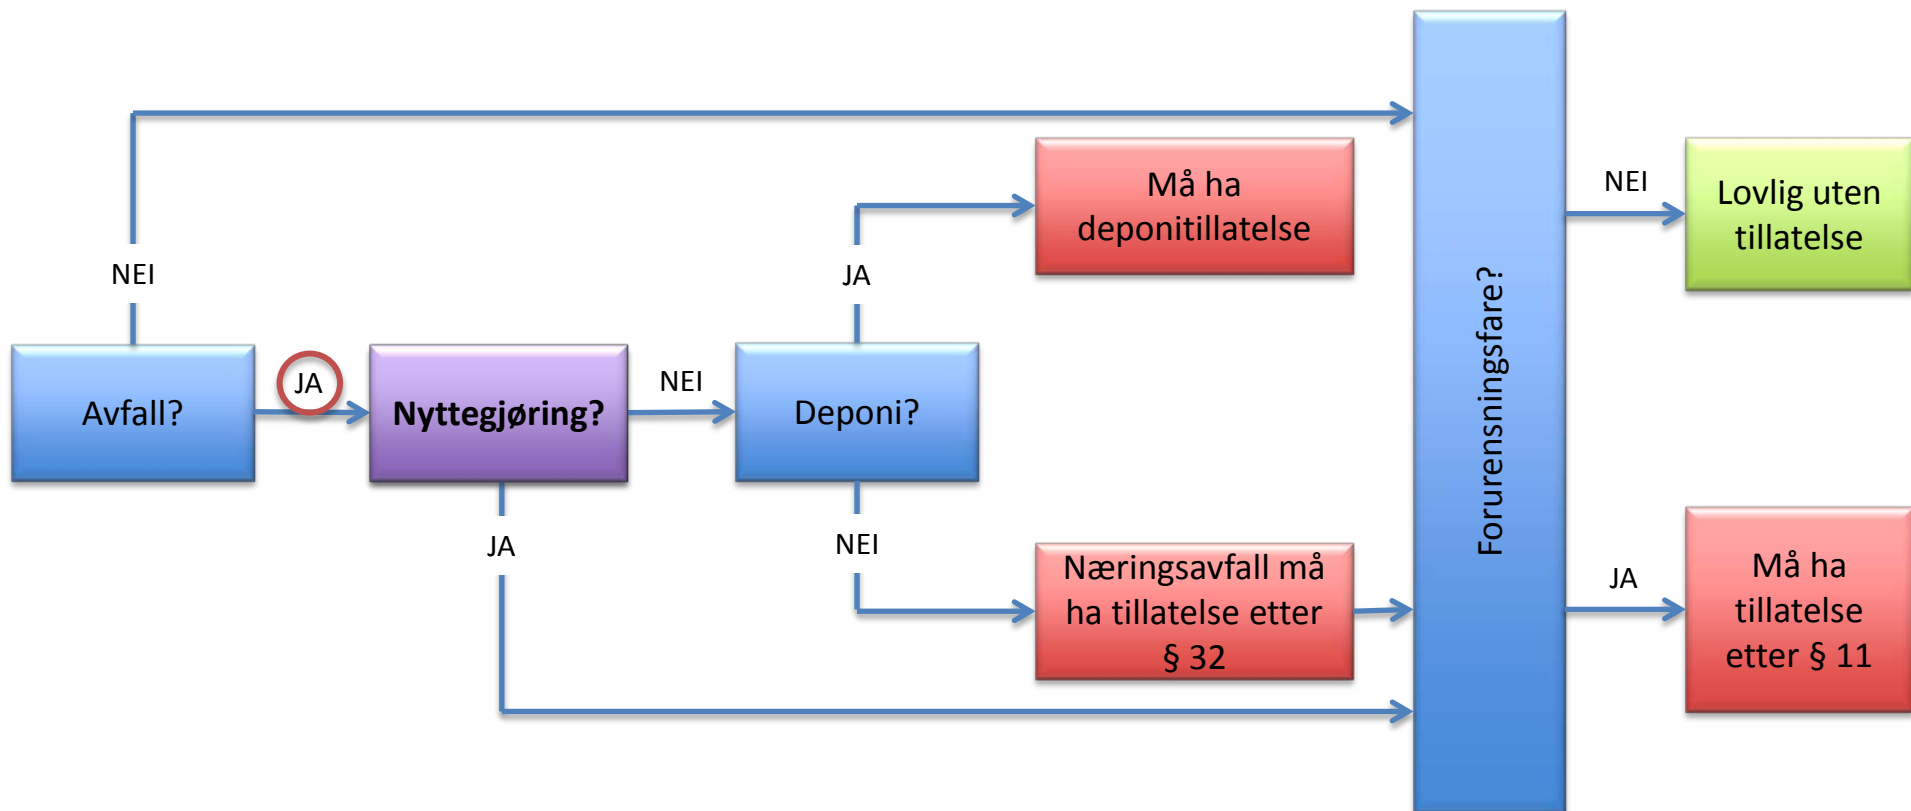 Avfall?
NEI
JA
Nyttegjøring?
NEI
JA
Deponi?
JA
NEI
Må ha
deponitillatelse
Næringsavfall må
ha tillatelse etter
§ 32
Forurensningsfare?
NEI
Lovlig uten
tillatelse
JA
Må ha
tillatelse
etter § 11